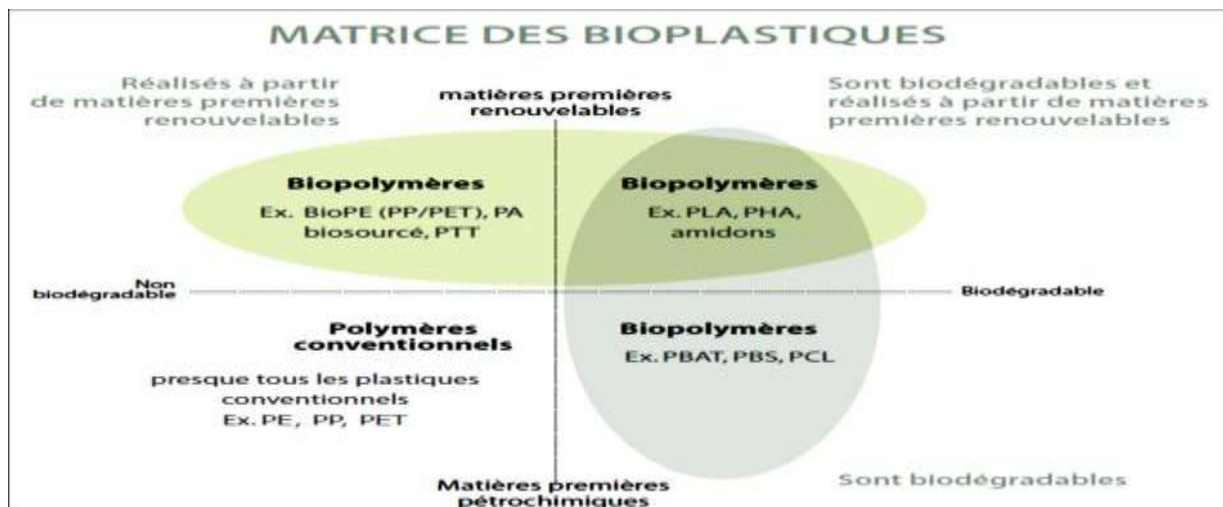 MATRICE DES BIOPLASTIQUES
Réalisés à partir
de matières premières
renouvelables
matières premières
renouvelables
Sont biodégradables et
réalisés à partir de matières
premières renouvelables
Biopolymères
Ex. BioPE (PP/PET), PA
biosourcé, PTT
Biopolymères
Ex. PLA, PHA,
amidons
Non
biodégradable
Biodégradable
Polymères
conventionnels
presque tous les plastiques
conventionnels
Ex. PE, PP, PET
Biopolymères
Ex. PBAT, PBS, PCL
Matières premières
pétrochimiques
Sont biodégradables